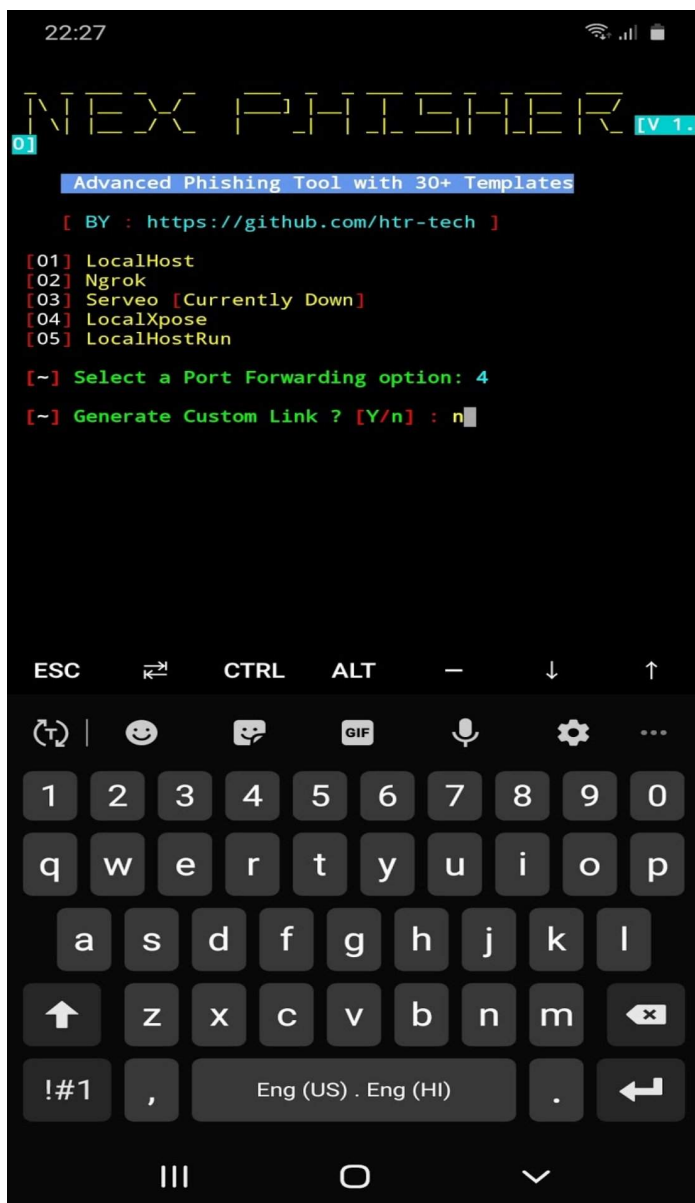 22:27
NEX PHISHER [V 1.
0]
Advanced Phishing Tool with 30+ Templates
[ BY : https://github.com/htr-tech ]
[01] LocalHost
[02] Ngrok
[03] Serveo [Currently Down]
[04] LocalXpose
[05] LocalHostRun
[~] Select a Port Forwarding option: 4
[~] Generate Custom Link ? [Y/n] : n
ESC CTRL ALT — ↓ ↑
GIF
1 2 3 4 5 6 7 8 9 0
q w e r t y u i o p
a s d f g h j k l
z x c v b n m
!#1 , Eng (US) . Eng (HI) .